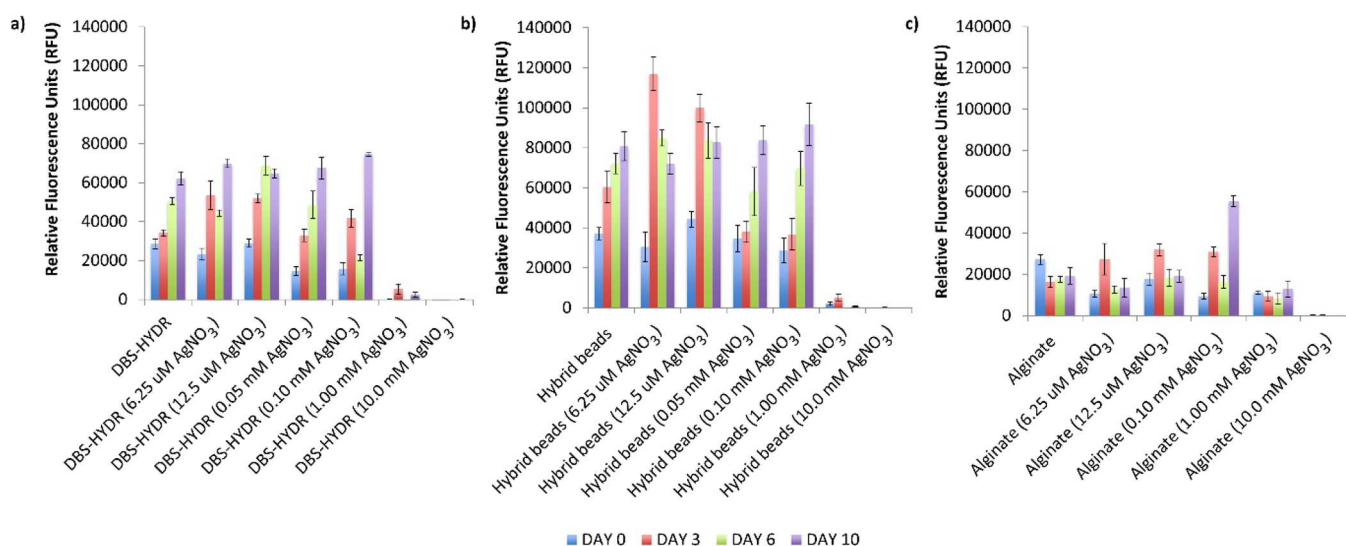 a)
Relative Fluorescence Units (RFU)
140000
120000
100000
80000
60000
40000
20000
0
DBS-HYDR
DBS-HYDR (6.25 uM AgNO3)
DBS-HYDR (12.5 uM AgNO3)
DBS-HYDR (0.05 mM AgNO3)
DBS-HYDR (0.10 mM AgNO3)
DBS-HYDR (1.00 mM AgNO3)
DBS-HYDR (10.0 mM AgNO3)
b)
Relative Fluorescence Units (RFU)
140000
120000
100000
80000
60000
40000
20000
0
Hybrid beads
Hybrid beads (6.25 uM AgNO3)
Hybrid beads (12.5 uM AgNO3)
Hybrid beads (0.05 mM AgNO3)
Hybrid beads (0.10 mM AgNO3)
Hybrid beads (1.00 mM AgNO3)
Hybrid beads (10.0 mM AgNO3)
c)
Relative Fluorescence Units (RFU)
140000
120000
100000
80000
60000
40000
20000
0
Alginate
Alginate (6.25 uM AgNO3)
Alginate (12.5 uM AgNO3)
Alginate (0.10 mM AgNO3)
Alginate (1.00 mM AgNO3)
Alginate (10.0 mM AgNO3)
DAY 0 DAY 3 DAY 6 DAY 10